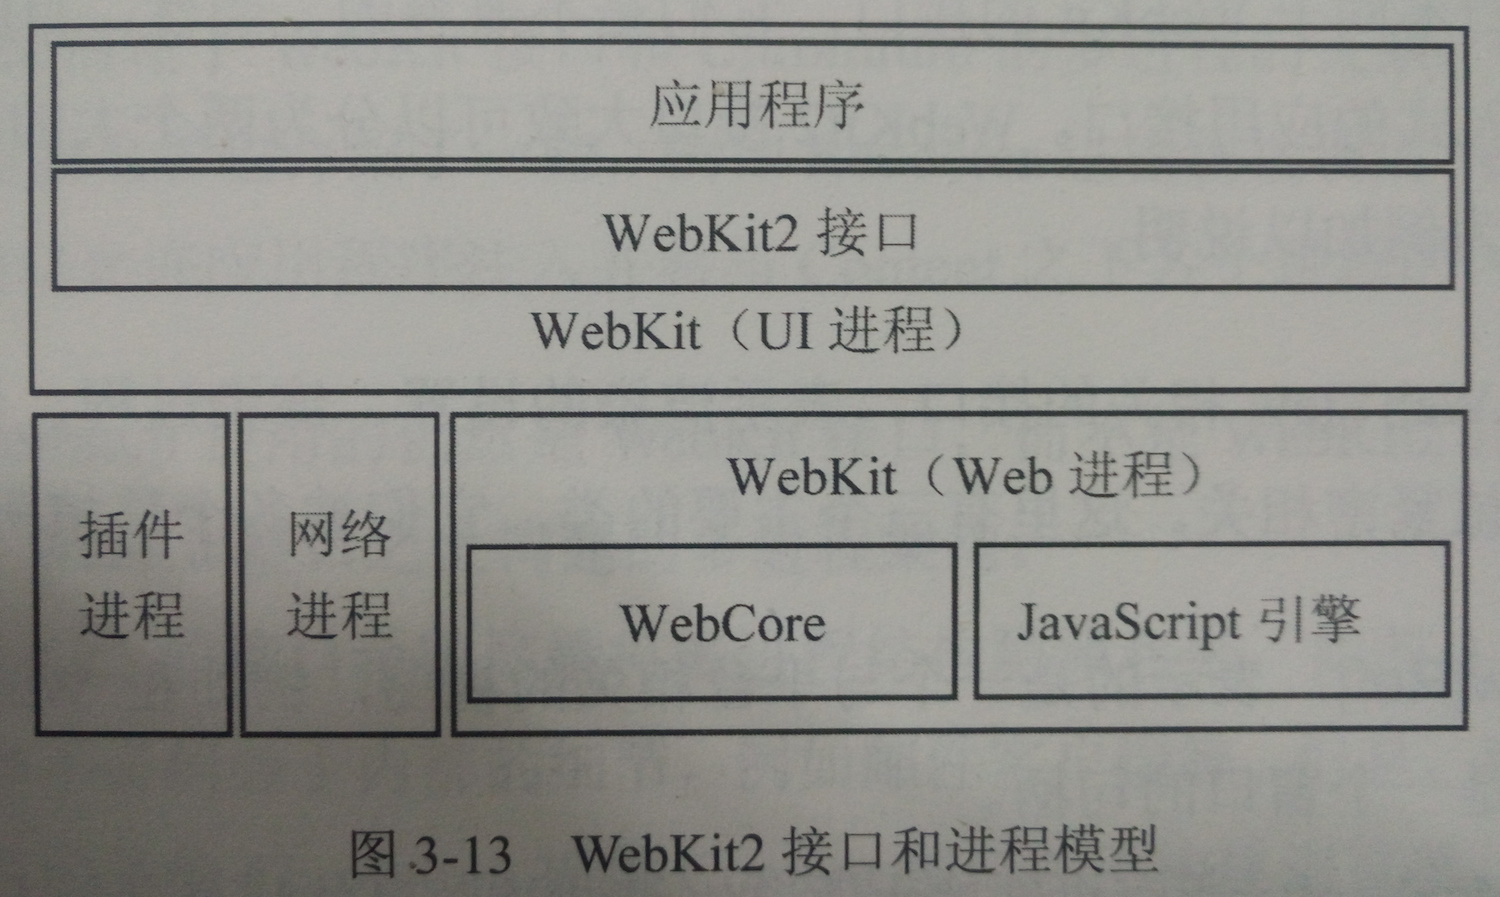 应用程序
WebKit2 接口
WebKit（UI 进程）
插件
进程
网络
进程
WebKit（Web 进程）
WebCore
JavaScript 引擎
图 3-13 WebKit2 接口和进程模型